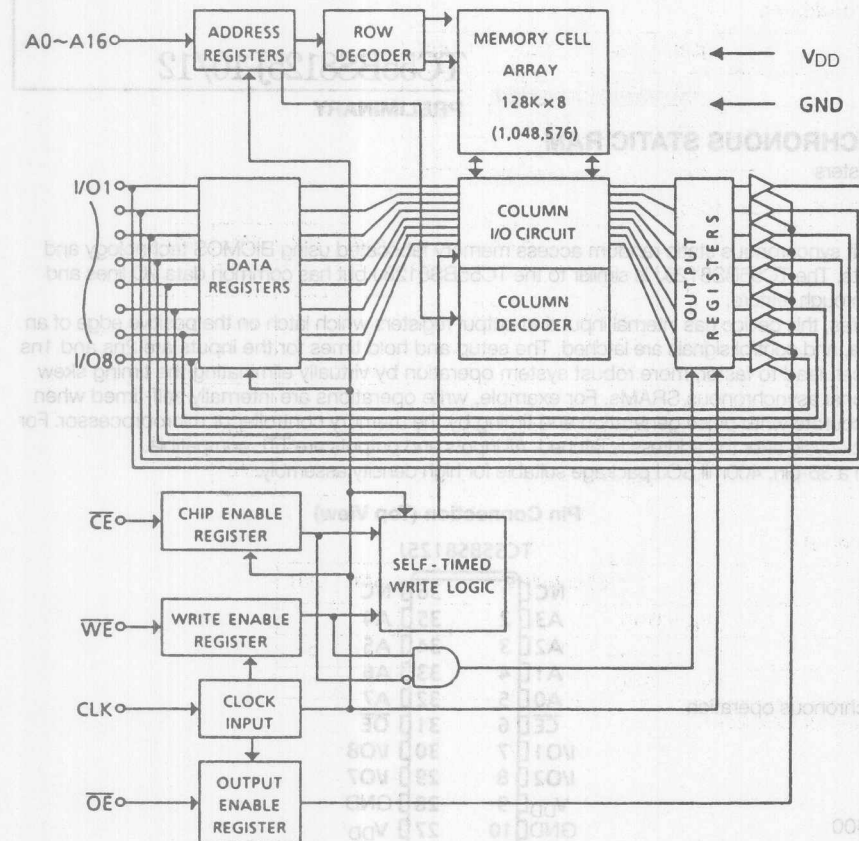 A0~A16
ADDRESS
REGISTERS
ROW
DECODER
MEMORY CELL
ARRAY
128K×8
(1,048,576)
VDD
GND
I/O1
I/O8
DATA
REGISTERS
COLUMN
I/O CIRCUIT
COLUMN
DECODER
OUTPUT
REGISTERS
CE
CHIP ENABLE
REGISTER
SELF - TIMED
WRITE LOGIC
WE
WRITE ENABLE
REGISTER
CLK
CLOCK
INPUT
OE
OUTPUT
ENABLE
REGISTER